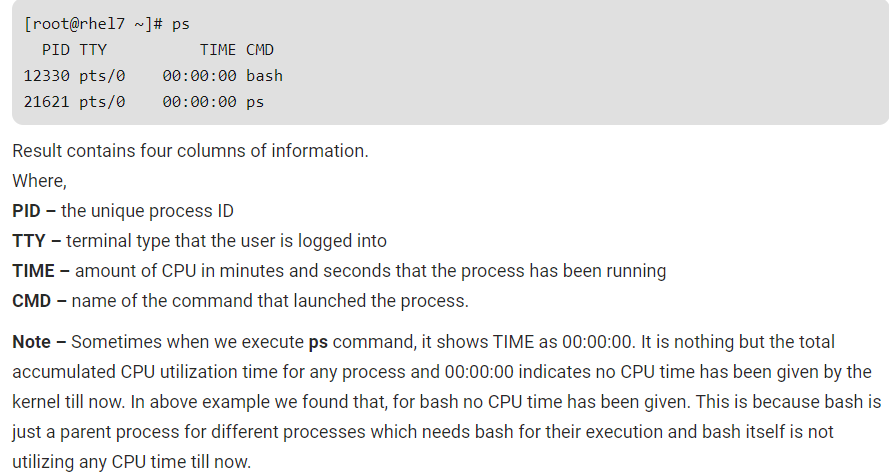 [root@rhel7 ~]# ps
PID TTY TIME CMD
12330 pts/0 00:00:00 bash
21621 pts/0 00:00:00 ps
Result contains four columns of information.
Where,
PID – the unique process ID
TTY – terminal type that the user is logged into
TIME – amount of CPU in minutes and seconds that the process has been running
CMD – name of the command that launched the process.
Note – Sometimes when we execute ps command, it shows TIME as 00:00:00. It is nothing but the total
accumulated CPU utilization time for any process and 00:00:00 indicates no CPU time has been given by the
kernel till now. In above example we found that, for bash no CPU time has been given. This is because bash is
just a parent process for different processes which needs bash for their execution and bash itself is not
utilizing any CPU time till now.